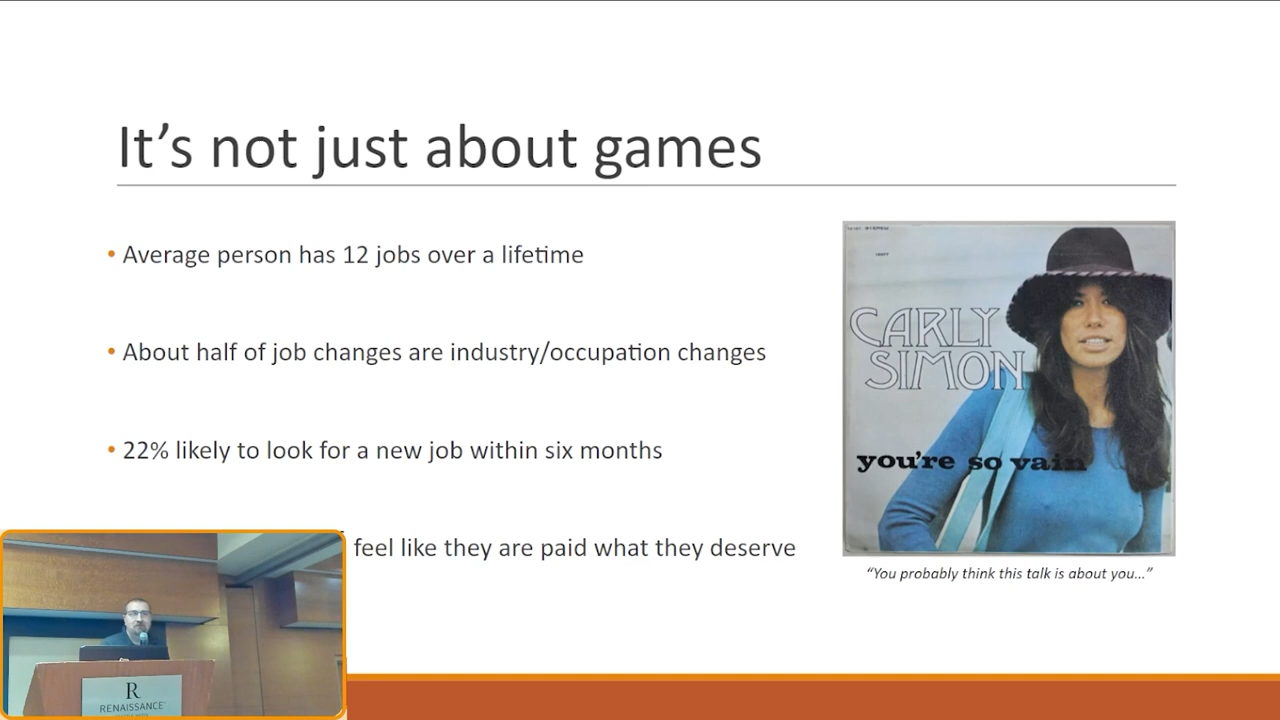 It's not just about games
• Average person has 12 jobs over a lifetime
• About half of job changes are industry/occupation changes
• 22% likely to look for a new job within six months
feel like they are paid what they deserve
STEREO
CARLY
SIMON
you're so vain
“You probably think this talk is about you...”
R
RENAISSANCE